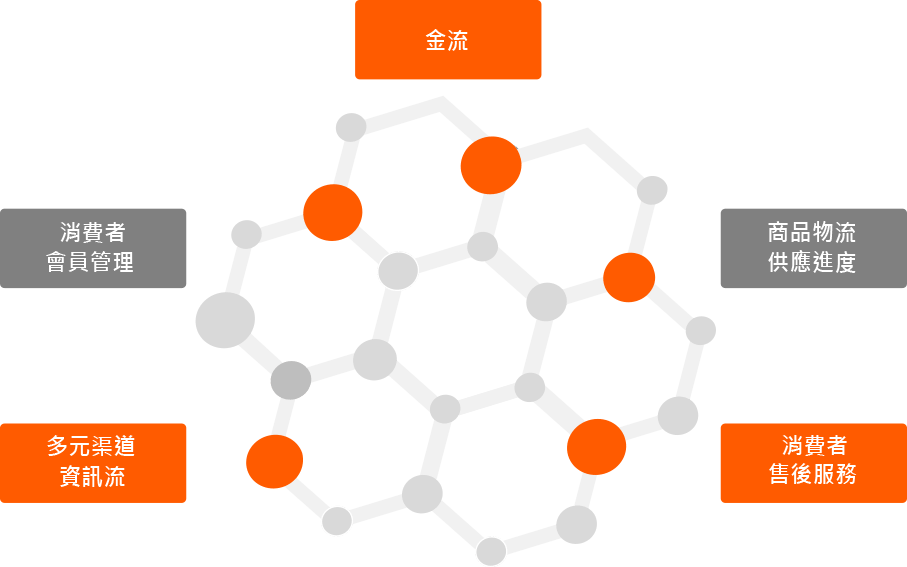 金流
消費者
會員管理
商品物流
供應進度
多元渠道
資訊流
消費者
售後服務